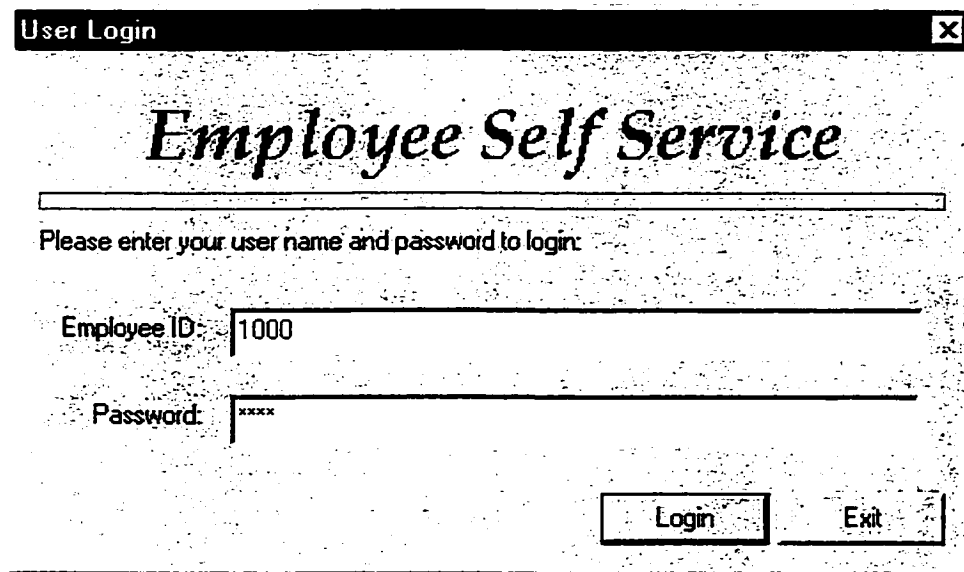 User Login X
Employee Self Service
Please enter your user name and password to login:
Employee ID: 1000
Password: ××××
Login Exit